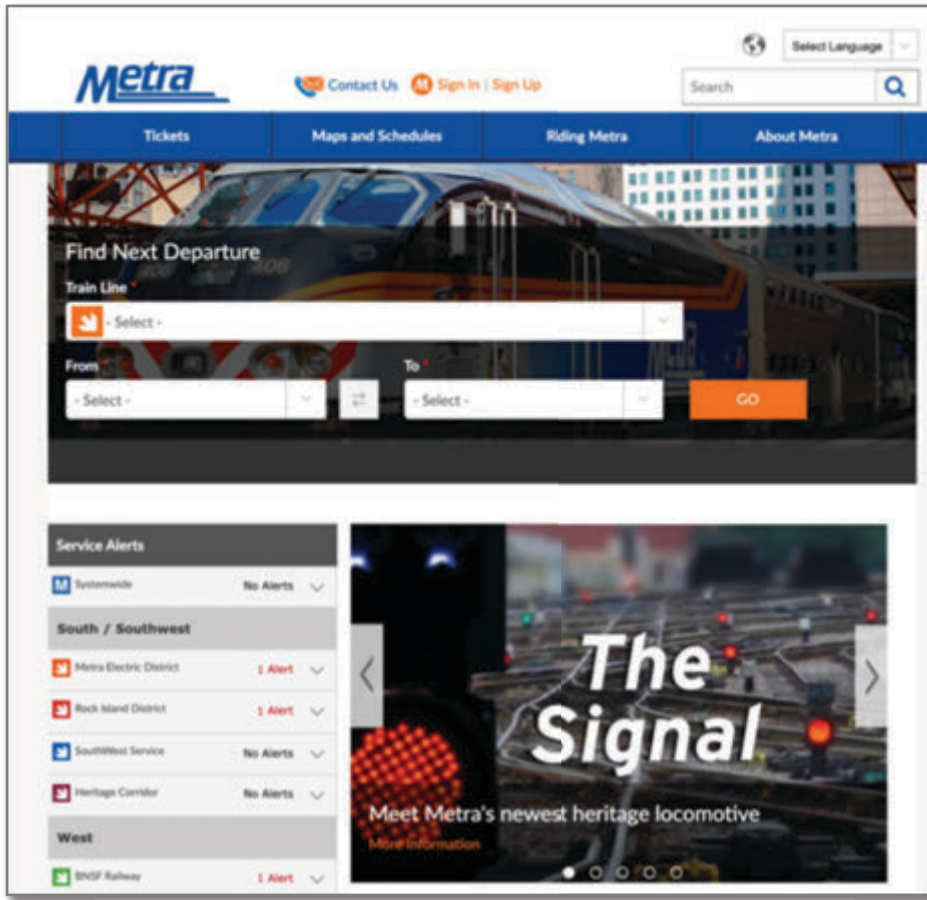 Select Language
Metra
Contact Us
M Sign In | Sign Up
Search
Tickets
Maps and Schedules
Riding Metra
About Metra
Find Next Departure
406
Train Line *
- Select -
From *
To *
- Select -
- Select -
GO
Service Alerts
M Systemwide No Alerts
South / Southwest
Metra Electric District 1 Alert
Rock Island District 1 Alert
SouthWest Service No Alerts
Heritage Corridor No Alerts
West
BNSF Railway 1 Alert
The
Signal
Meet Metra's newest heritage locomotive
More Information